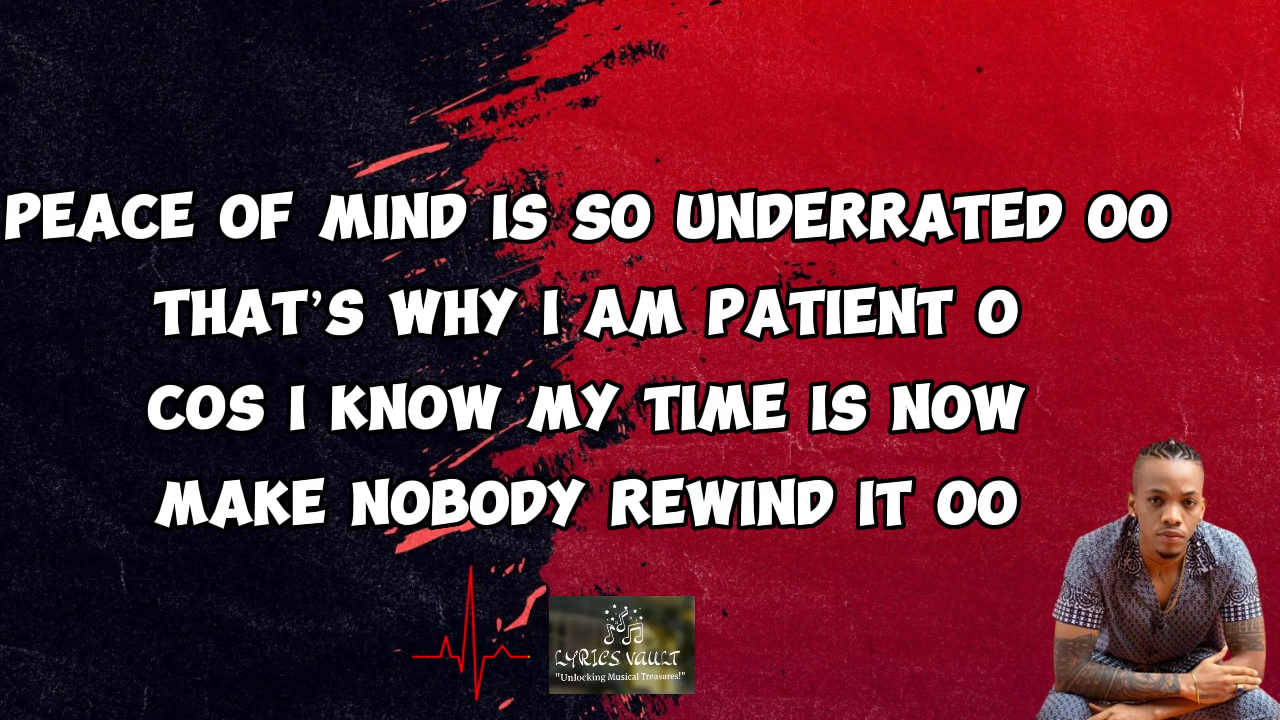 PEACE OF MIND IS SO UNDERRATED OO
THAT'S WHY I AM PATIENT O
COS I KNOW MY TIME IS NOW
MAKE NOBODY REWIND IT OO
LYRICS VAULT
"Unlocking Musical Treasures!"